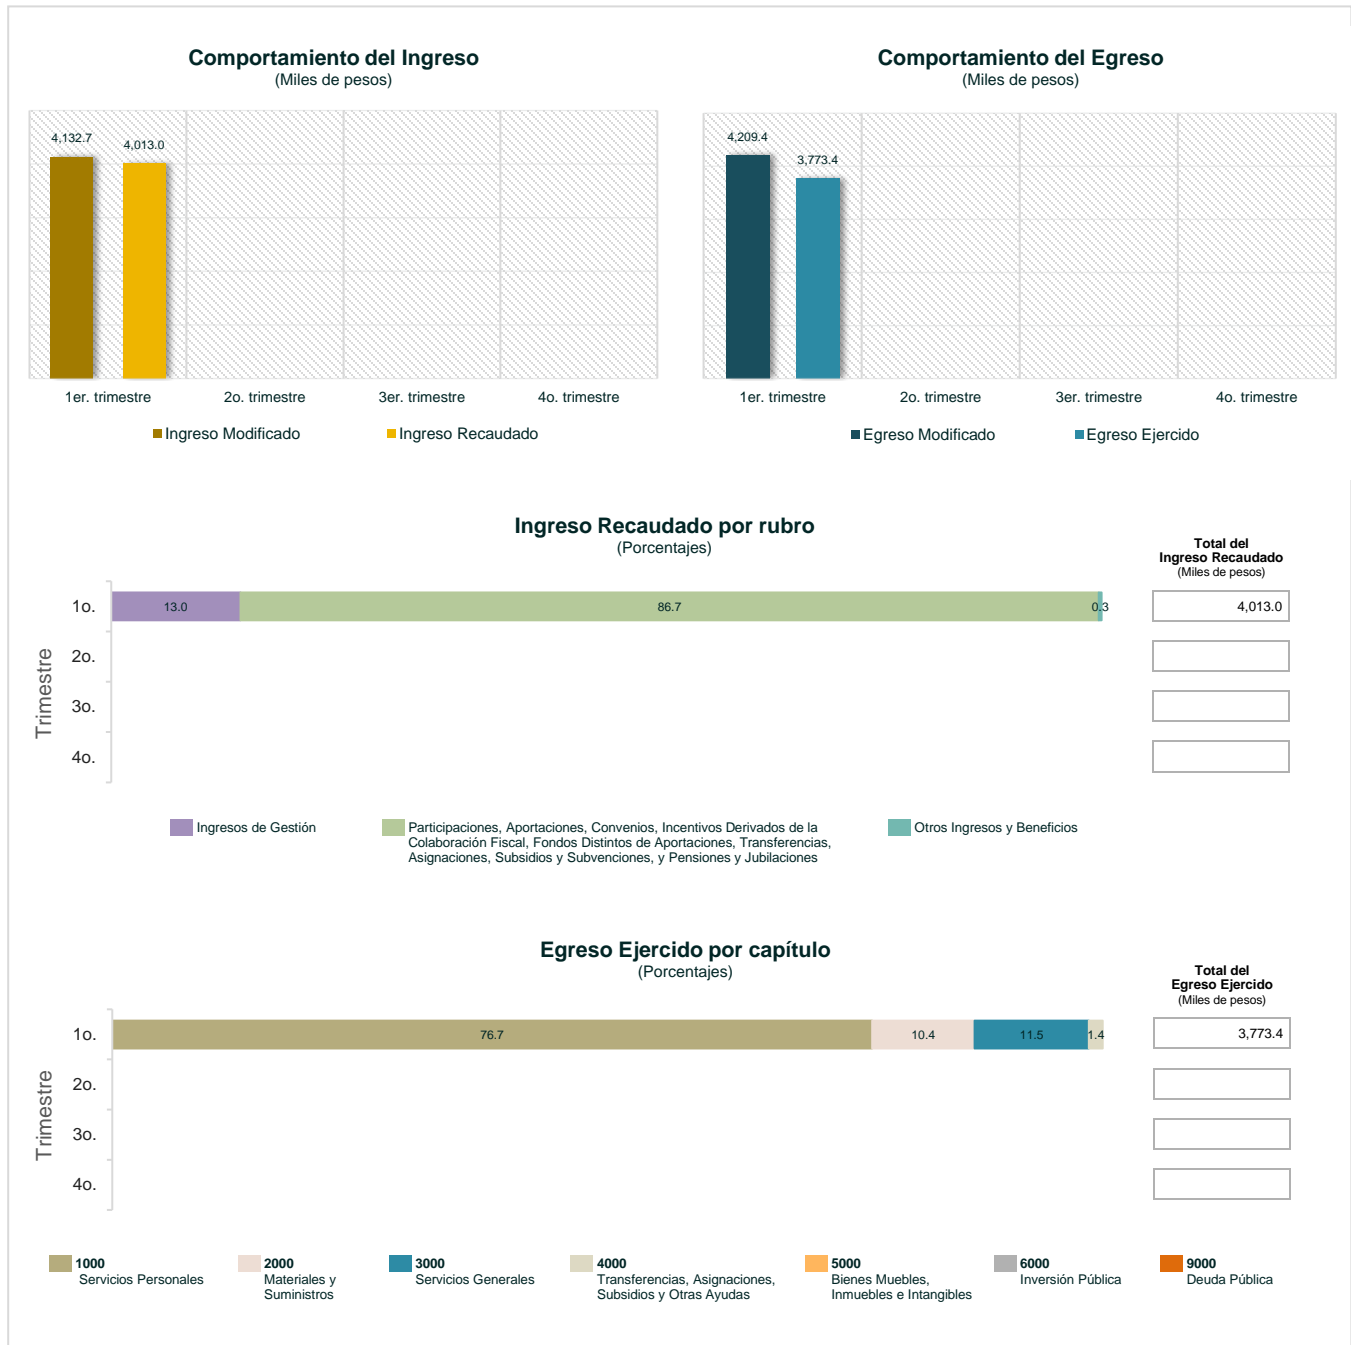 Comportamiento del Ingreso
(Miles de pesos)
4,132.7
4,013.0
1er. trimestre
2o. trimestre
3er. trimestre
4o. trimestre
Ingreso Modificado
Ingreso Recaudado
Comportamiento del Egreso
(Miles de pesos)
4,209.4
3,773.4
1er. trimestre
2o. trimestre
3er. trimestre
4o. trimestre
Egreso Modificado
Egreso Ejercido
Ingreso Recaudado por rubro
(Porcentajes)
Total del
Ingreso Recaudado
(Miles de pesos)
Trimestre
1o.
13.0
86.7
0.3
4,013.0
2o.
3o.
4o.
Ingresos de Gestión
Participaciones, Aportaciones, Convenios, Incentivos Derivados de la
Colaboración Fiscal, Fondos Distintos de Aportaciones, Transferencias,
Asignaciones, Subsidios y Subvenciones, y Pensiones y Jubilaciones
Otros Ingresos y Beneficios
Egreso Ejercido por capítulo
(Porcentajes)
Total del
Egreso Ejercido
(Miles de pesos)
Trimestre
1o.
76.7
10.4
11.5
1.4
3,773.4
2o.
3o.
4o.
1000
Servicios Personales
2000
Materiales y
Suministros
3000
Servicios Generales
4000
Transferencias, Asignaciones,
Subsidios y Otras Ayudas
5000
Bienes Muebles,
Inmuebles e Intangibles
6000
Inversión Pública
9000
Deuda Pública